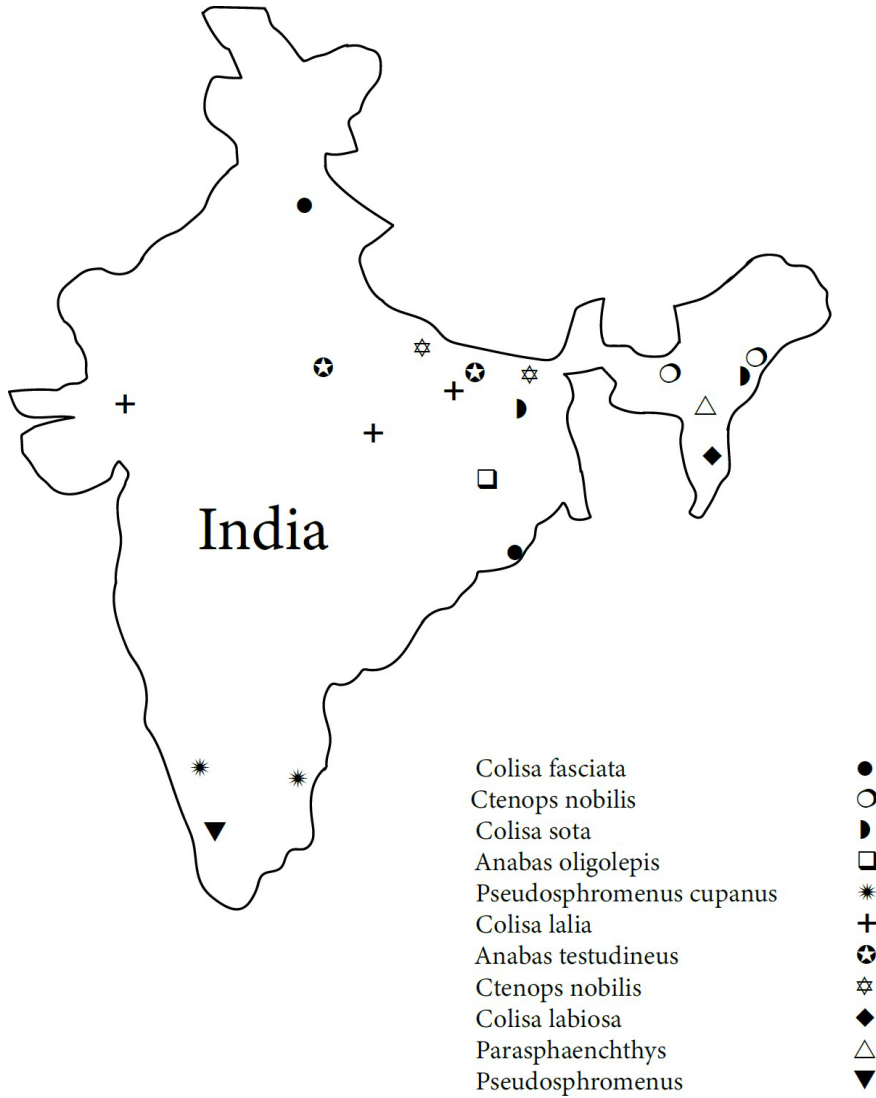 India
Colisa fasciata
Ctenops nobilis
Colisa sota
Anabas oligolepis
Pseudosphromenus cupanus
Colisa lalia
Anabas testudineus
Ctenops nobilis
Colisa labiosa
Parasphaenchthys
Pseudosphromenus